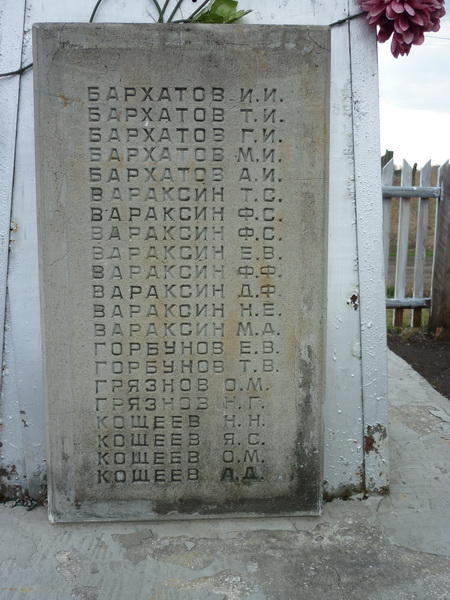 БАРХАТОВ И.И.
БАРХАТОВ Т.И.
БАРХАТОВ Г.И.
БАРХАТОВ М.И.
БАРХАТОВ А.И.
ВАРАКСИН Т.С.
ВАРАКСИН Ф.С.
ВАРАКСИН Ф.С.
ВАРАКСИН Е.В.
ВАРАКСИН Ф.Ф.
ВАРАКСИН Д.Ф.
ВАРАКСИН Н.Е.
ВАРАКСИН М.Д.
ГОРБУНОВ Е.В.
ГОРБУНОВ Т.В.
ГРЯЗНОВ О.М.
ГРЯЗНОВ Н.Г.
КОЩЕЕВ Н.Н.
КОЩЕЕВ Я.С.
КОЩЕЕВ О.М.
КОЩЕЕВ А.Д.